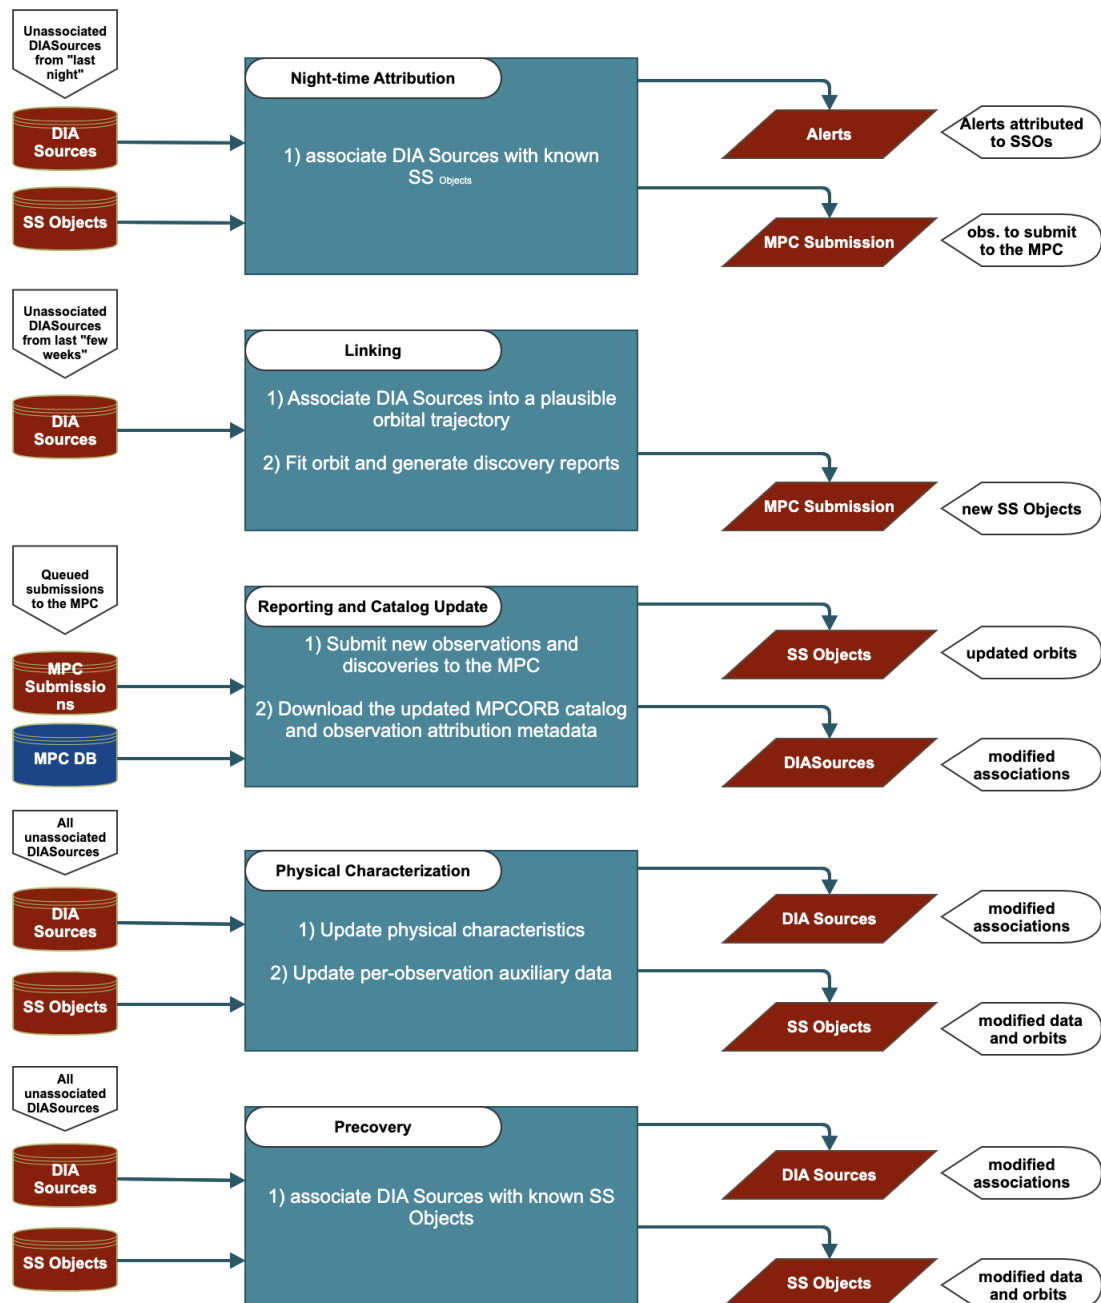 Unassociated
DIASources
from "last
night"
DIA
Sources
SS Objects
Night-time Attribution
1) associate DIA Sources with known
SS Objects
Alerts
Alerts attributed
to SSOs
MPC Submission
obs. to submit
to the MPC
Unassociated
DIASources
from last "few
weeks"
DIA
Sources
Linking
1) Associate DIA Sources into a plausible
orbital trajectory
2) Fit orbit and generate discovery reports
MPC Submission
new SS Objects
Queued
submissions
to the MPC
MPC
Submissio
ns
MPC DB
Reporting and Catalog Update
1) Submit new observations and
discoveries to the MPC
2) Download the updated MPCORB catalog
and observation attribution metadata
SS Objects
updated orbits
DIASources
modified
associations
All
unassociated
DIASources
DIA
Sources
SS Objects
Physical Characterization
1) Update physical characteristics
2) Update per-observation auxiliary data
DIA Sources
modified
associations
SS Objects
modified data
and orbits
All
unassociated
DIASources
DIA
Sources
SS Objects
Precovery
1) associate DIA Sources with known SS
Objects
DIA Sources
modified
associations
SS Objects
modified data
and orbits